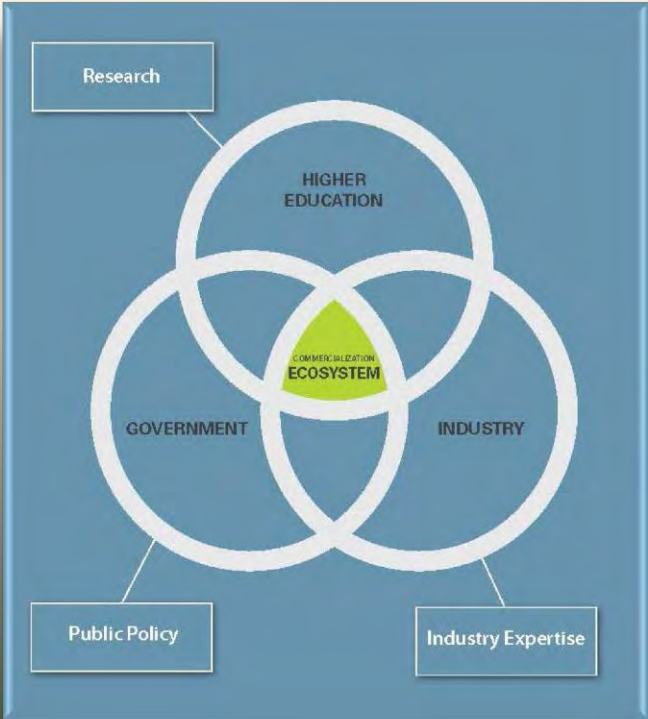 Research
HIGHER
EDUCATION
COMMERCIALIZATION
ECOSYSTEM
GOVERNMENT
INDUSTRY
Public Policy
Industry Expertise